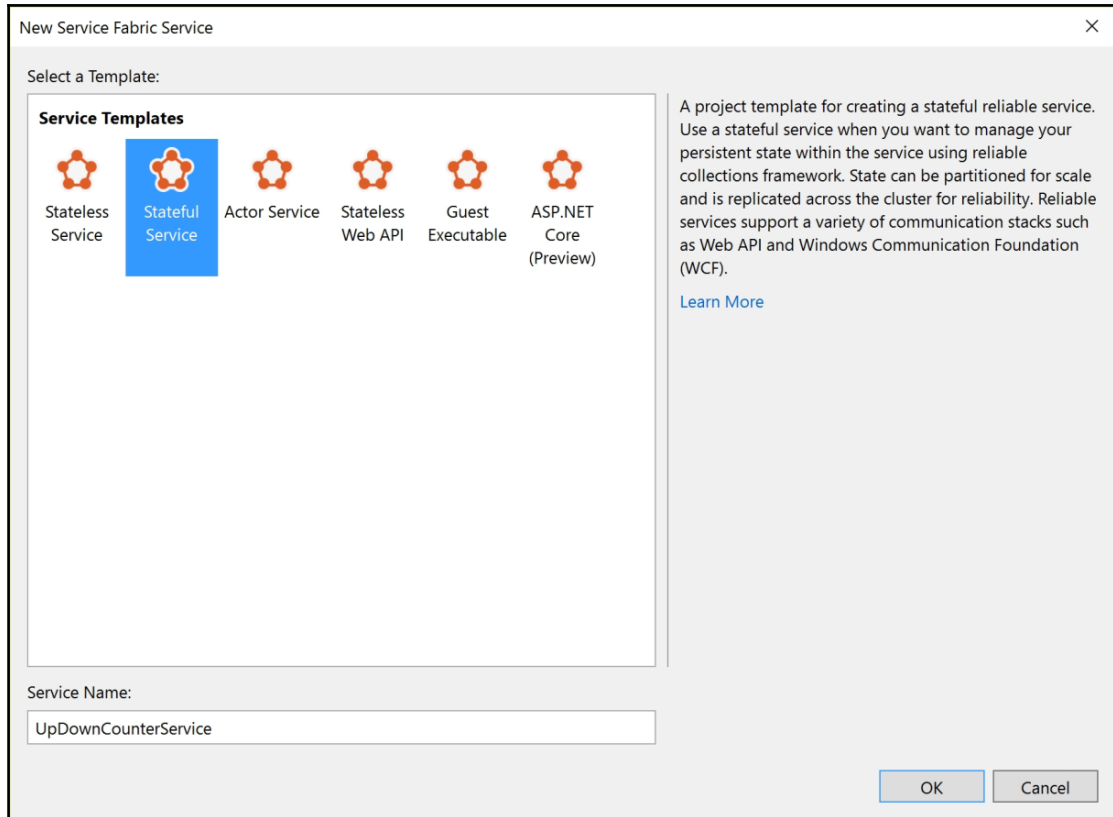 New Service Fabric Service
Select a Template:
Service Templates
Stateless
Service
Stateful
Service
Actor Service
Stateless
Web API
Guest
Executable
ASP.NET
Core
(Preview)
A project template for creating a stateful reliable service.
Use a stateful service when you want to manage your
persistent state within the service using reliable
collections framework. State can be partitioned for scale
and is replicated across the cluster for reliability. Reliable
services support a variety of communication stacks such
as Web API and Windows Communication Foundation
(WCF).
Learn More
Service Name:
UpDownCounterService
OK
Cancel